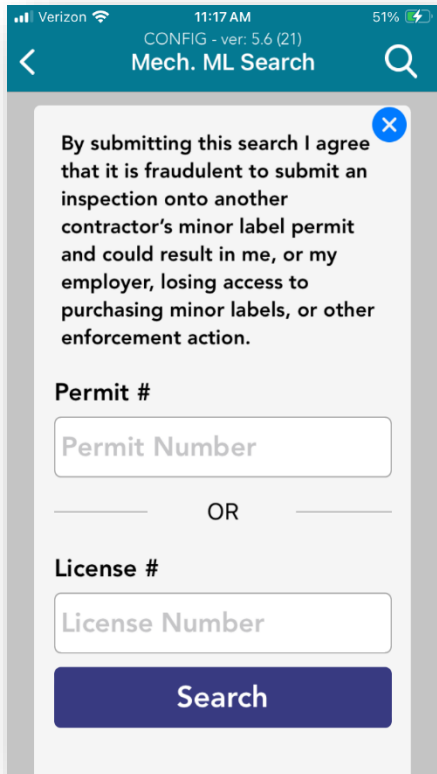 Verizon 11:17 AM 51%
CONFIG - ver: 5.6 (21)
Mech. ML Search
By submitting this search I agree
that it is fraudulent to submit an
inspection onto another
contractor's minor label permit
and could result in me, or my
employer, losing access to
purchasing minor labels, or other
enforcement action.
Permit #
Permit Number
OR
License #
License Number
Search